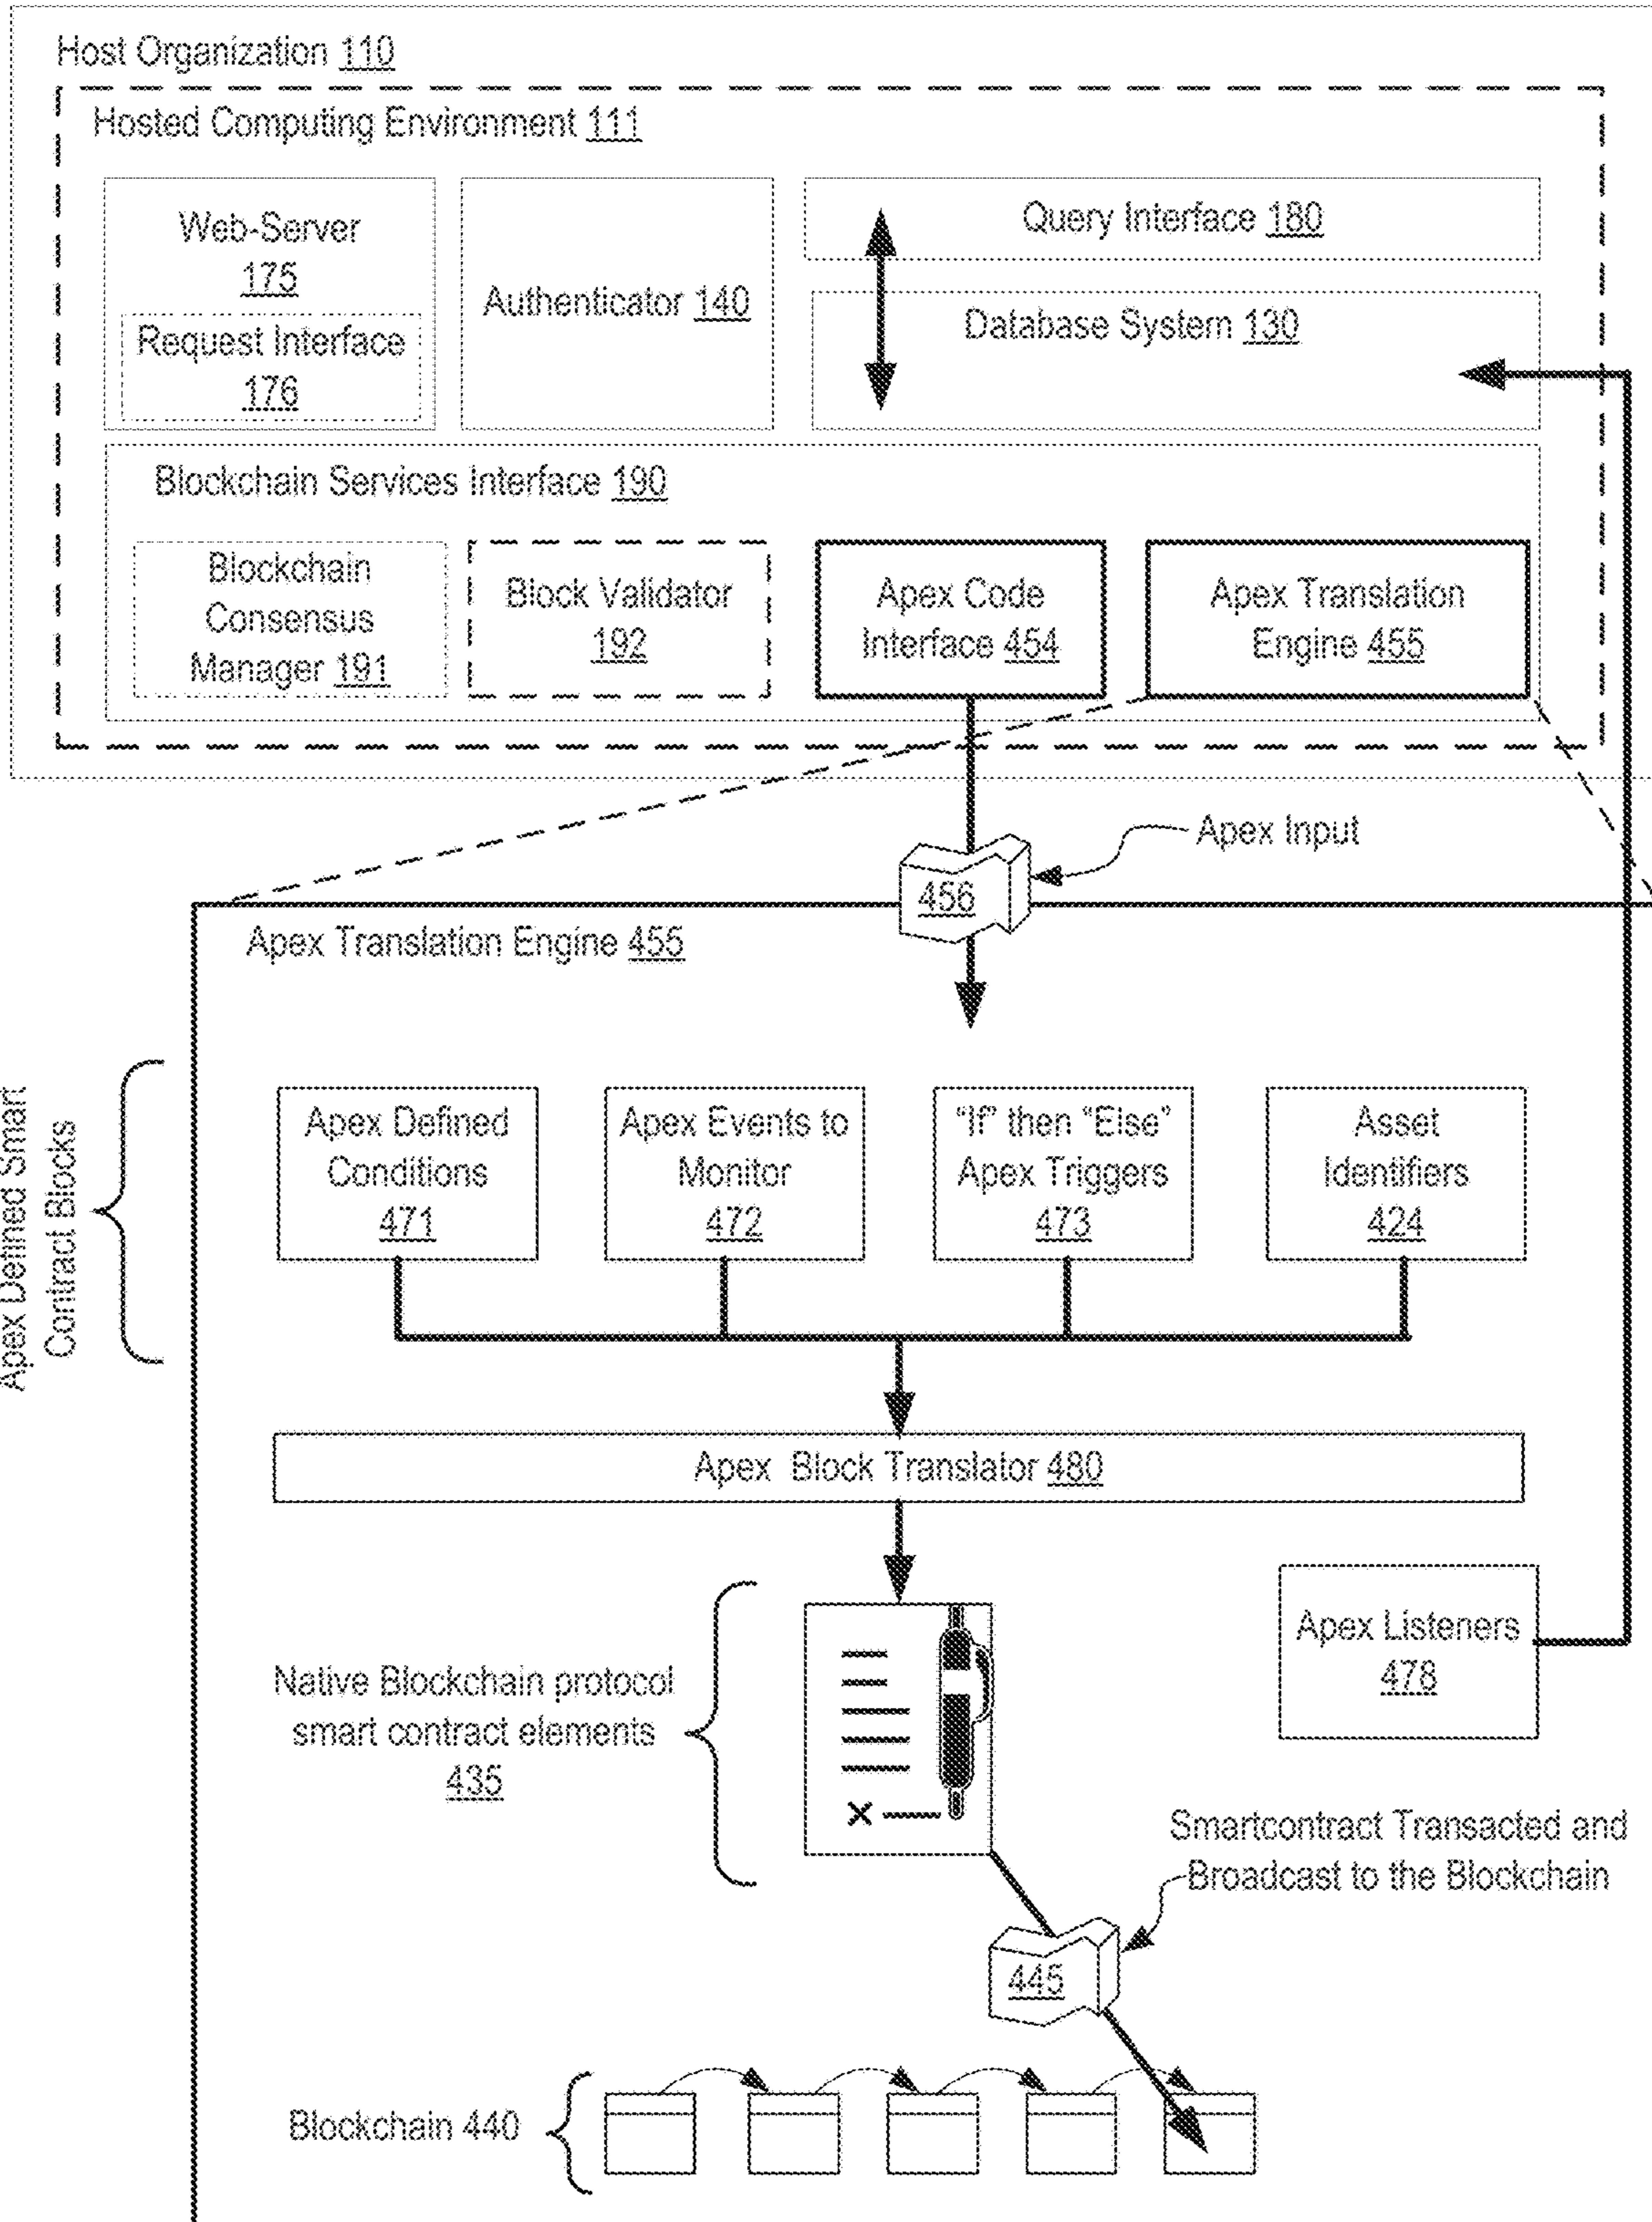 Host Organization 110
Hosted Computing Environment 111
Web-Server
175
Request Interface
176
Authenticator 140
Query Interface 180
Database System 130
Blockchain Services Interface 190
Blockchain
Consensus
Manager 191
Block Validator
192
Apex Code
Interface 454
Apex Translation
Engine 455
Apex Input
456
Apex Translation Engine 455
Apex Defined Smart
Contract Blocks
Apex Defined
Conditions
471
Apex Events to
Monitor
472
“If” then “Else”
Apex Triggers
473
Asset
Identifiers
424
Apex Block Translator 480
Native Blockchain protocol
smart contract elements
435
Apex Listeners
478
Smartcontract Transacted and
Broadcast to the Blockchain
445
Blockchain 440